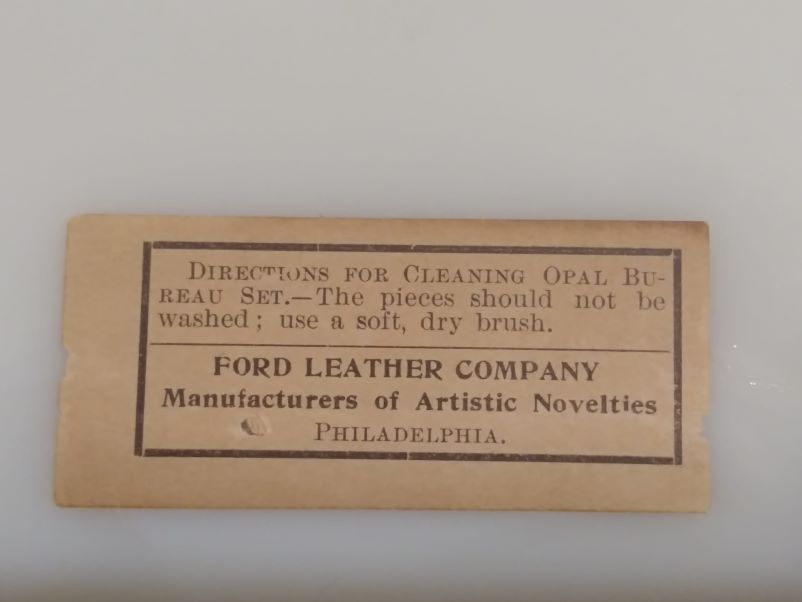 DIRECTIONS FOR CLEANING OPAL BU-
REAU SET.—The pieces should not be
washed; use a soft, dry brush.
FORD LEATHER COMPANY
Manufacturers of Artistic Novelties
PHILADELPHIA.